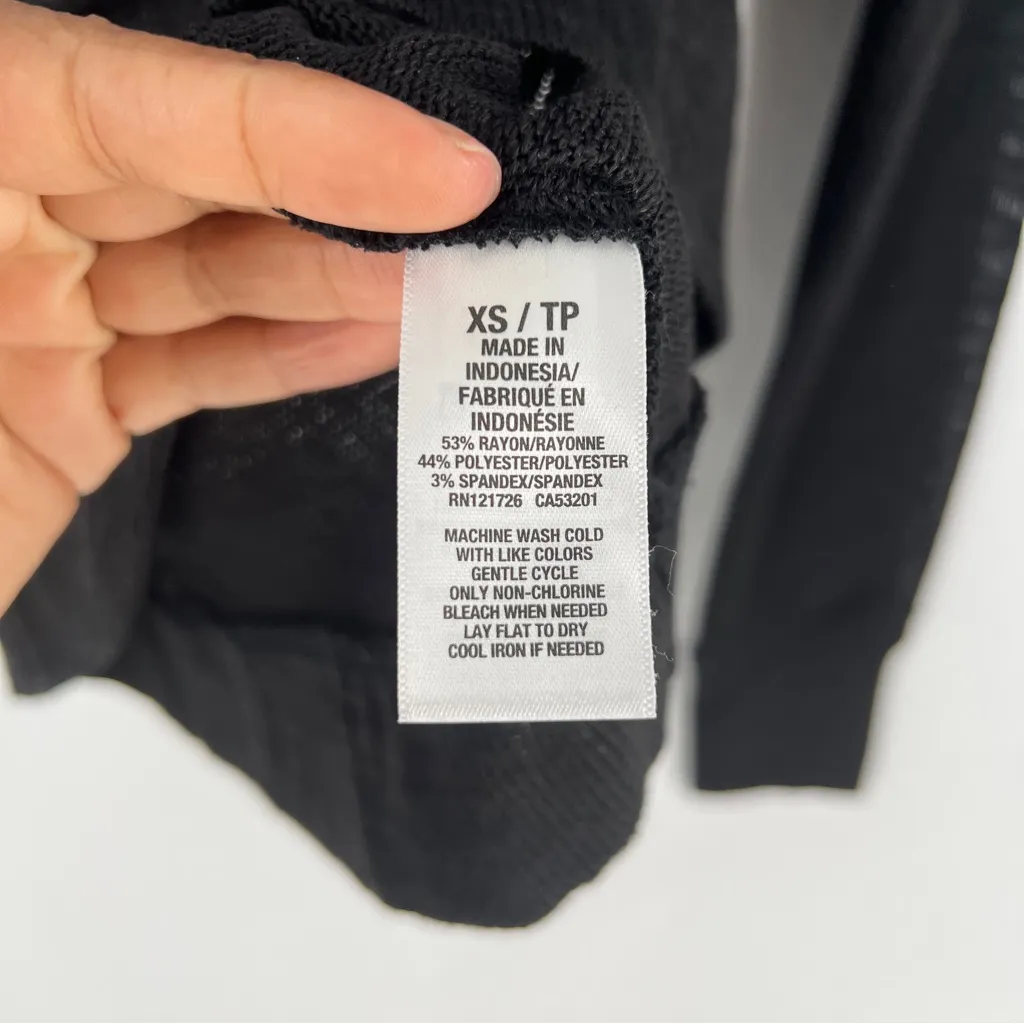 XS / TP
MADE IN
INDONESIA/
FABRIQUÉ EN
INDONÉSIE
53% RAYON/RAYONNE
44% POLYESTER/POLYESTER
3% SPANDEX/SPANDEX
RN121726 CA53201
MACHINE WASH COLD
WITH LIKE COLORS
GENTLE CYCLE
ONLY NON-CHLORINE
BLEACH WHEN NEEDED
LAY FLAT TO DRY
COOL IRON IF NEEDED